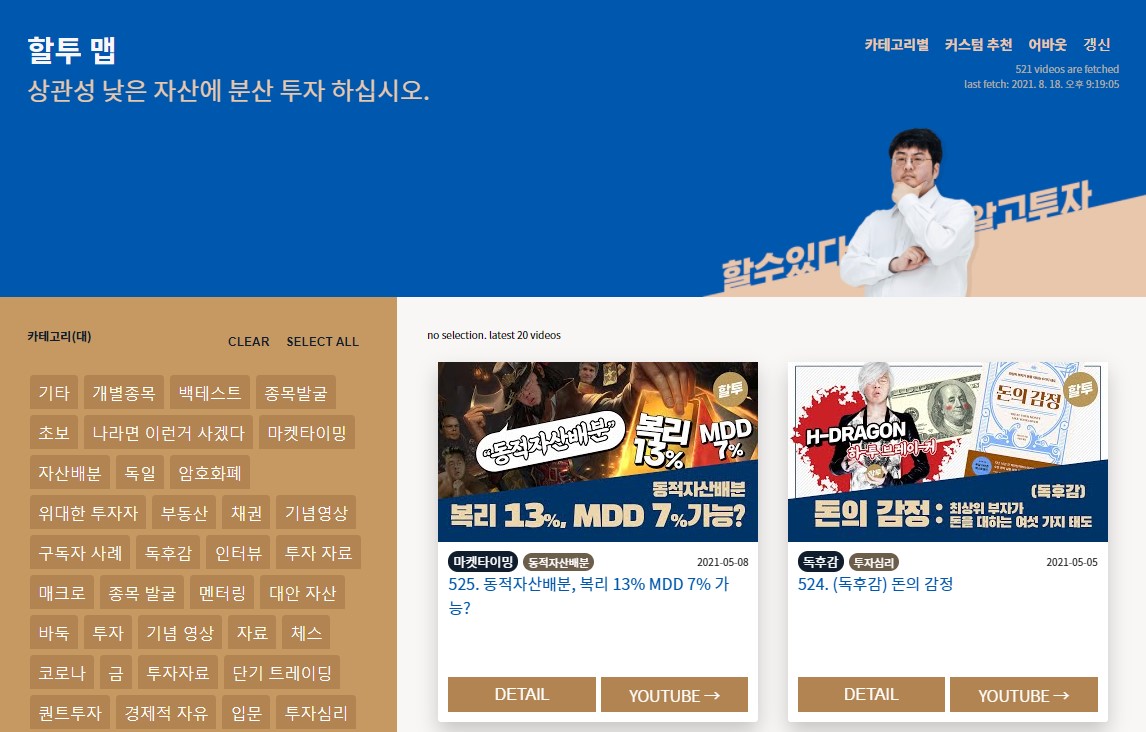 할투 맵
상관성 낮은 자산에 분산 투자 하십시오.
카테고리별 커스텀 추천 어바웃 갱신
521 videos are fetched
last fetch: 2021. 8. 18. 오후 9:19:05
할수있다 알고투자
카테고리(대) CLEAR SELECT ALL
기타 개별종목 백테스트 종목발굴
초보 나라면 이런거 사겠다 마켓타이밍
자산배분 독일 암호화폐
위대한 투자자 부동산 채권 기념영상
구독자 사례 독후감 인터뷰 투자 자료
매크로 종목 발굴 멘터링 대안 자산
바둑 투자 기념 영상 자료 체스
코로나 금 투자자료 단기 트레이딩
퀀트투자 경제적 자유 입문 투자심리
no selection. latest 20 videos
할투
"동적자산배분" 복리 13% MDD 7%
동적자산배분
복리 13%, MDD 7%가능?
마켓타이밍 동적자산배분 2021-05-08
525. 동적자산배분, 복리 13% MDD 7% 가
능?
DETAIL YOUTUBE →
할투
돈의 감정
H-DRAGON
하-투 브레이-커
(독후감)
돈의 감정 : 최상위 부자가
돈을 대하는 여섯 가지 태도
독후감 투자심리 2021-05-05
524. (독후감) 돈의 감정
DETAIL YOUTUBE →